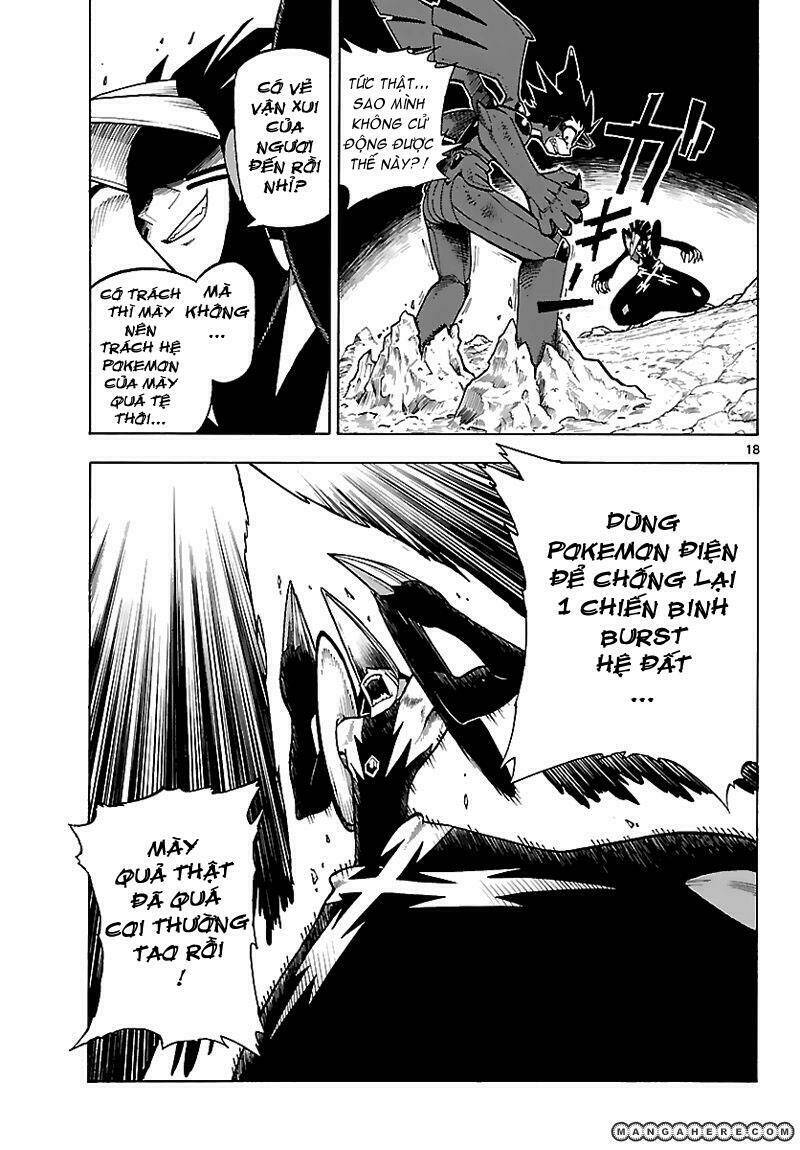 TỨC THẬT...
SAO MÌNH
KHÔNG CỬ
ĐỘNG ĐƯỢC
THẾ NÀY?!
ガ
キ
ッ
CÓ VẺ
VẬN XUI
CỦA
NGƯƠI
ĐẾN RỒI
NHỈ?
MÀ
KHÔNG
...
CÓ TRÁCH
THÌ MÀY
NÊN
TRÁCH HỆ
POKEMON
CỦA MÀY
QUÁ TỆ
THÔI...
18
DÙNG
POKEMON ĐIỆN
ĐỂ CHỐNG LẠI
1 CHIẾN BINH
BURST
HỆ ĐẤT
...
MÀY
QUẢ THẬT
ĐÃ QUÁ
COI THƯỜNG
TAO RỒI
!
MANGAHERE.COM